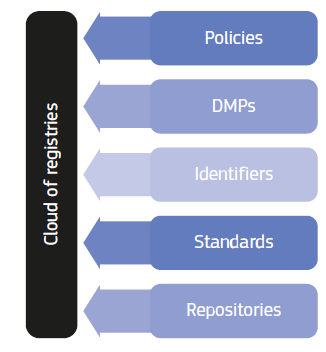 Cloud of registries
Policies
DMPs
Identifiers
Standards
Repositories